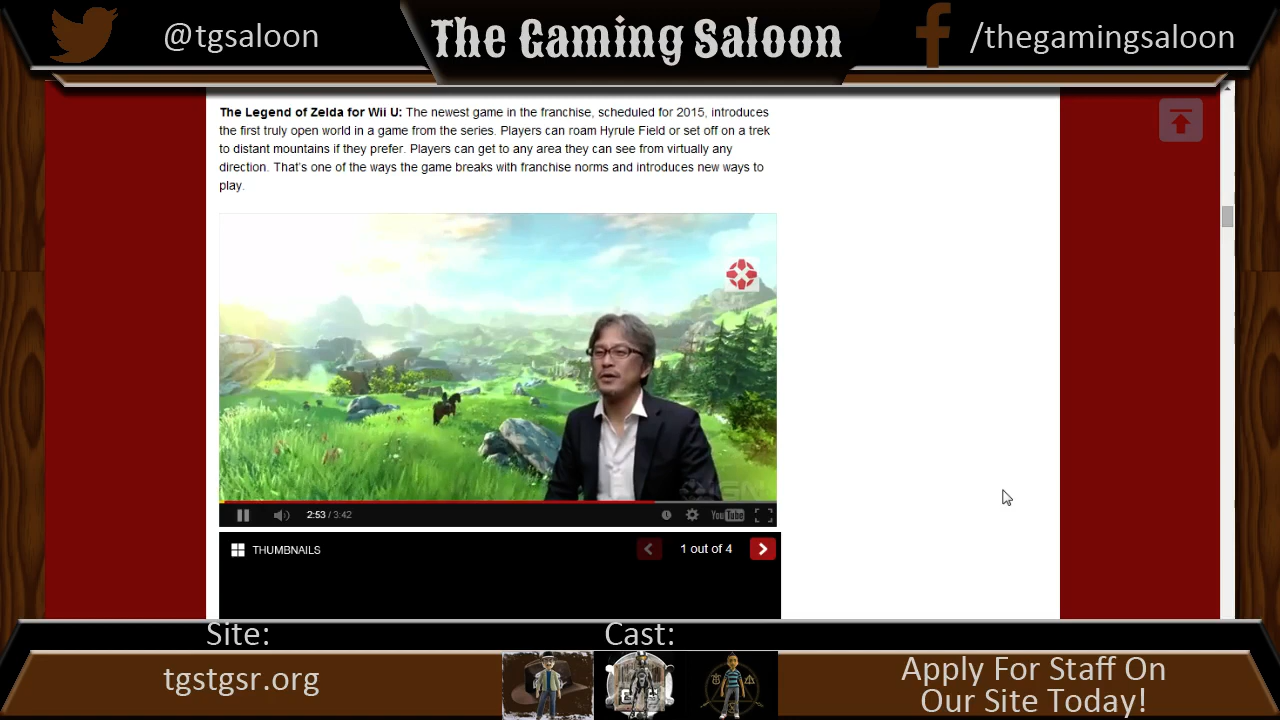 @tgsaloon
The Gaming Saloon
/thegamingsaloon
The Legend of Zelda for Wii U: The newest game in the franchise, scheduled for 2015, introduces
the first truly open world in a game from the series. Players can roam Hyrule Field or set off on a trek
to distant mountains if they prefer. Players can get to any area they can see from virtually any
direction. That's one of the ways the game breaks with franchise norms and introduces new ways to
play.
2:53 / 3:42
YouTube
THUMBNAILS
1 out of 4
Site:
Cast:
tgstgsr.org
Apply For Staff On
Our Site Today!